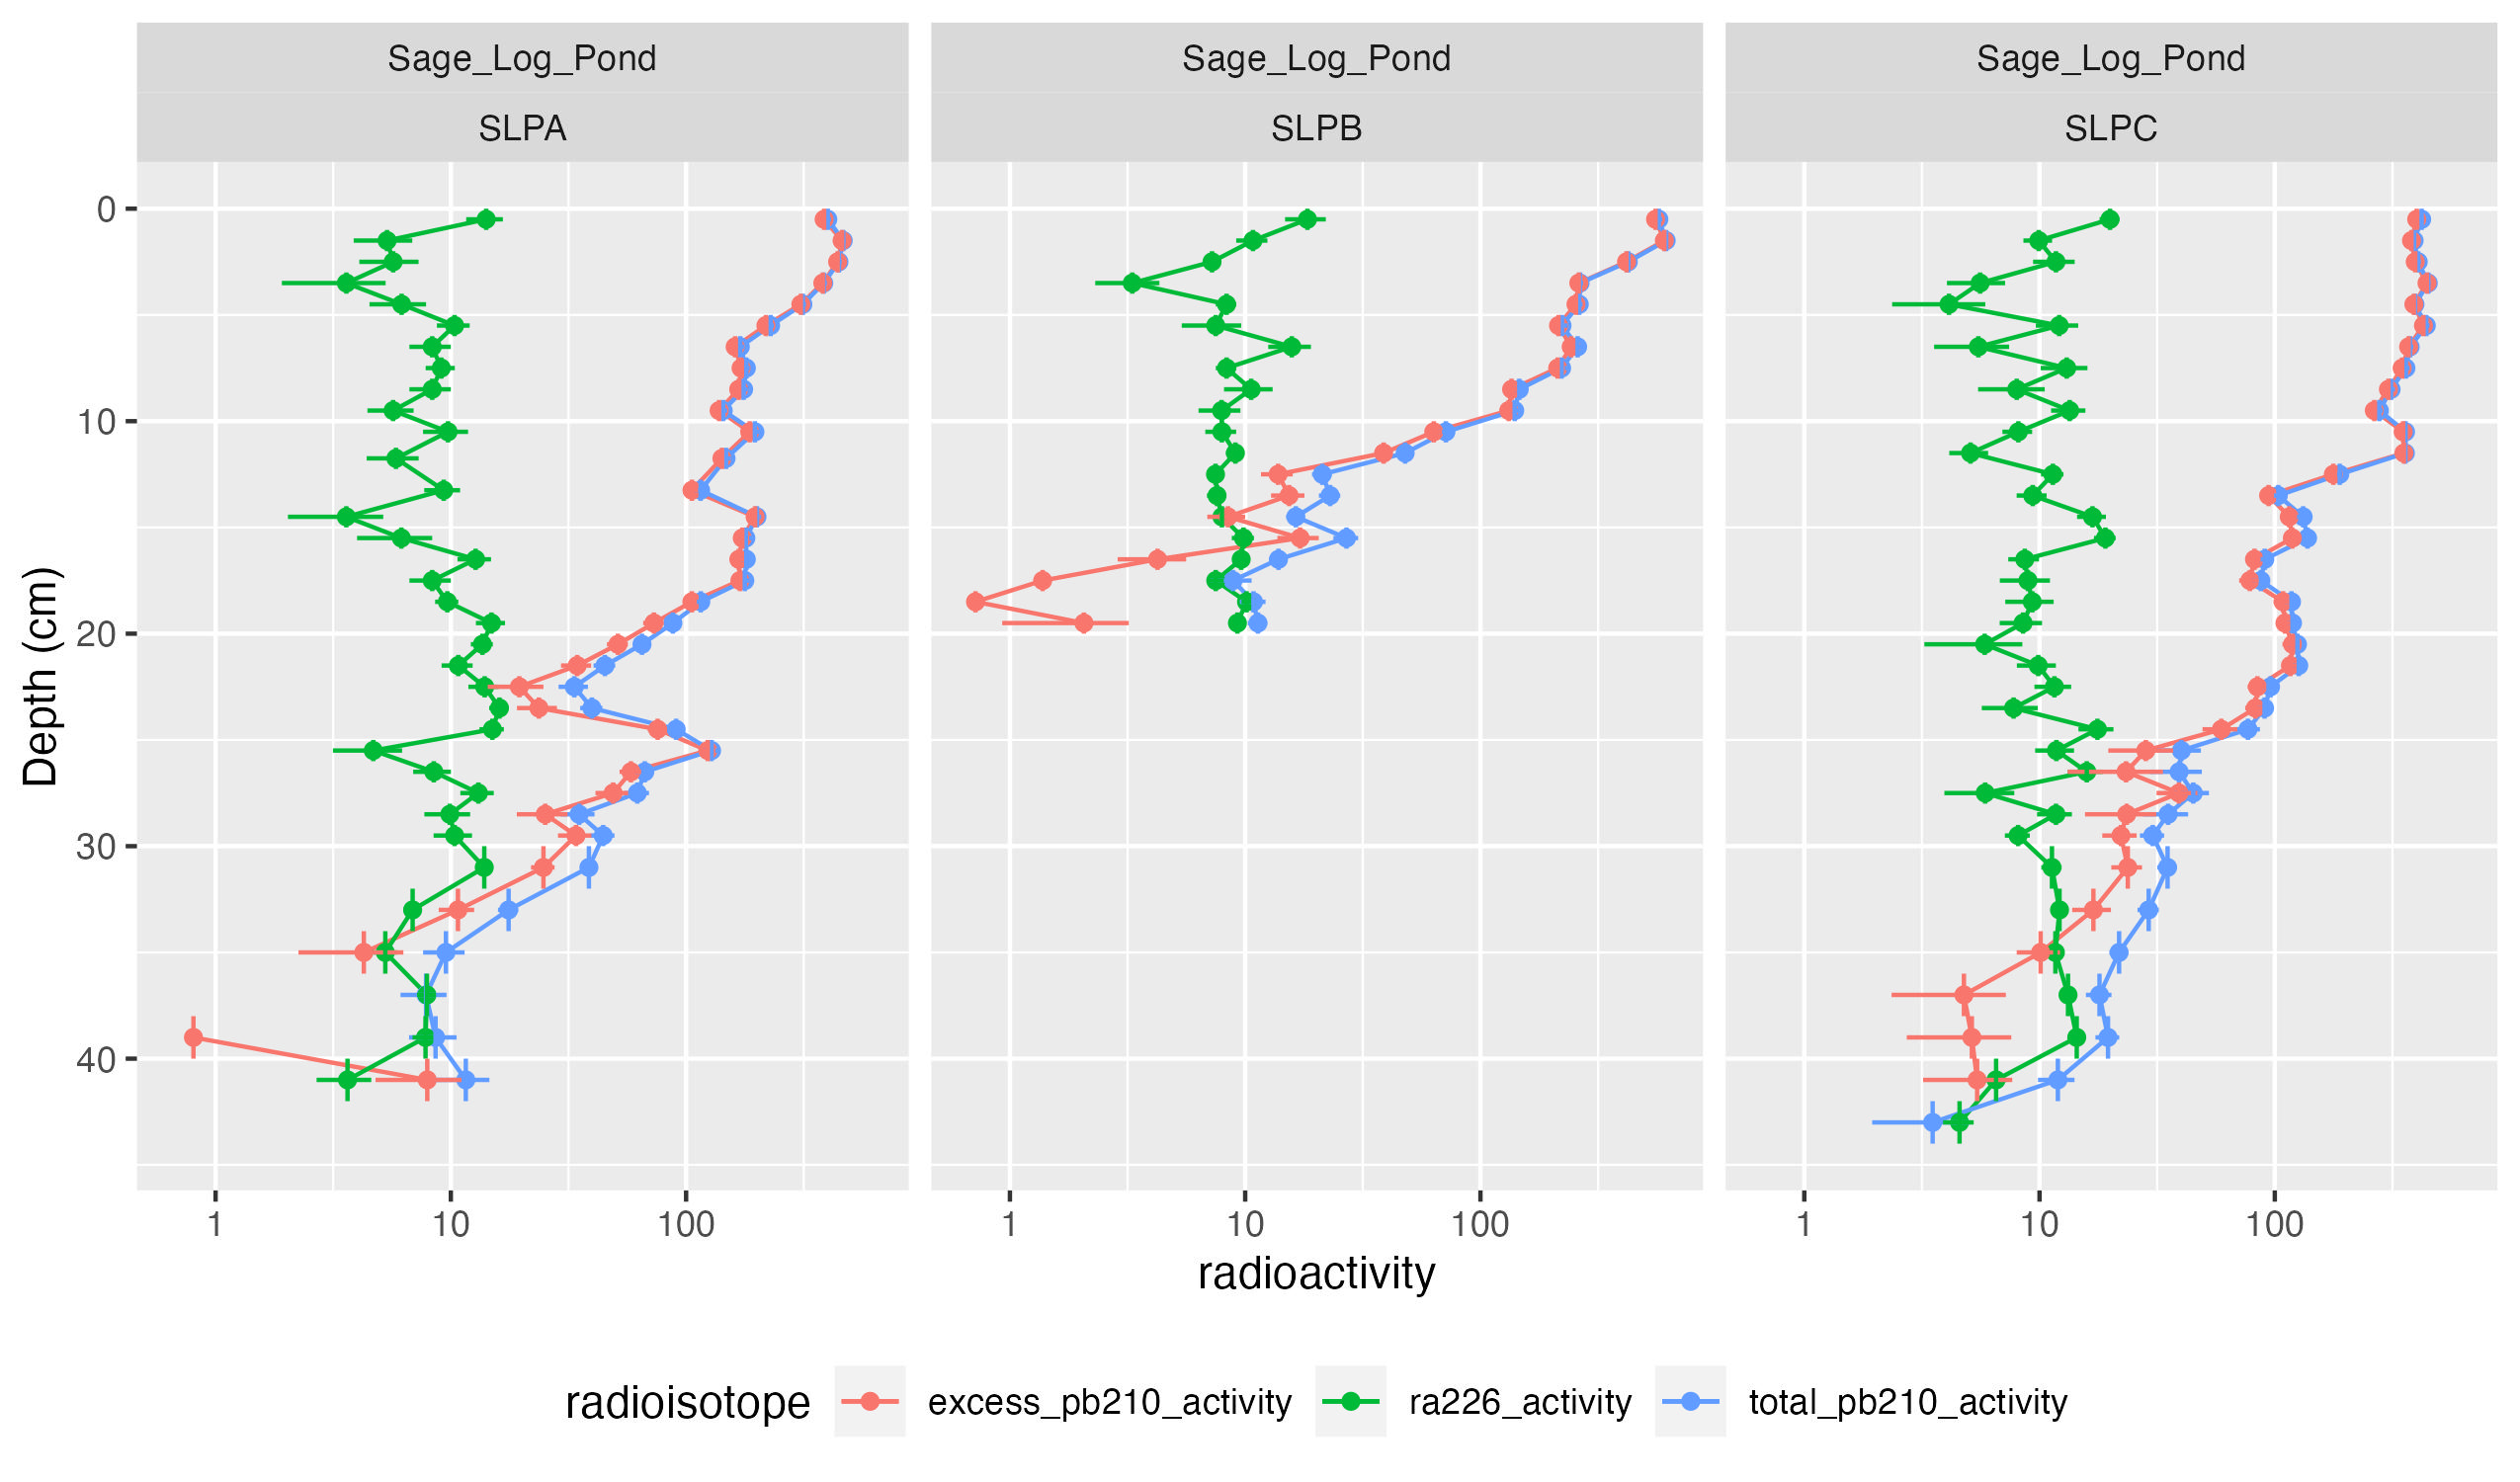 Sage_Log_Pond Sage_Log_Pond Sage_Log_Pond
SLPA SLPB SLPC
0
10
20
30
40
Depth (cm)
1 10 100 1 10 100 1 10 100
radioactivity
radioisotope excess_pb210_activity ra226_activity total_pb210_activity